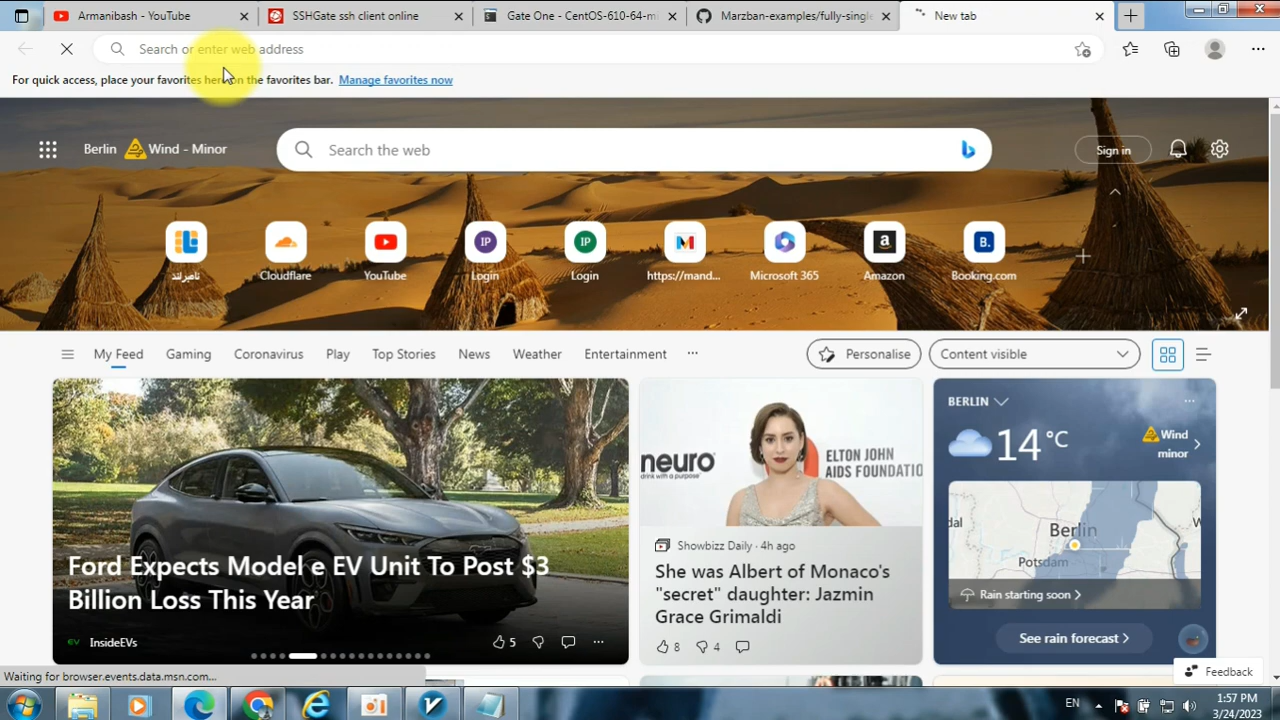 Armanibash - YouTube
SSHGate ssh client online
Gate One - CentOS-610-64-mi
Marzban-examples/fully-single
New tab
Search or enter web address
For quick access, place your favorites here on the favorites bar. Manage favorites now
Berlin Wind - Minor
Search the web
Sign in
IP
IP
B.
Cloudflare
YouTube
Login
Login
https://mand...
Microsoft 365
Amazon
Booking.com
My Feed
Gaming
Coronavirus
Play
Top Stories
News
Weather
Entertainment
Personalise
Content visible
Ford Expects Model e EV Unit To Post $3
Billion Loss This Year
InsideEVs
5
neuro
drink with a purpose
ELTON JOHN
AIDS FOUNDATIO
Showbizz Daily · 4h ago
She was Albert of Monaco's
"secret" daughter: Jazmin
Grace Grimaldi
8
4
BERLIN
14 °C
Wind
minor
Berlin
Potsdam
Rain starting soon
See rain forecast
Feedback
Waiting for browser.events.data.msn.com...
EN
1:57 PM
3/24/2023